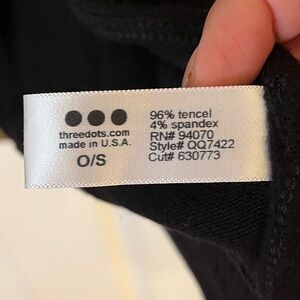 threedots.com
made in U.S.A.
O/S
96% tencel
4% spandex
RN# 94070
Style# QQ7422
Cut# 630773